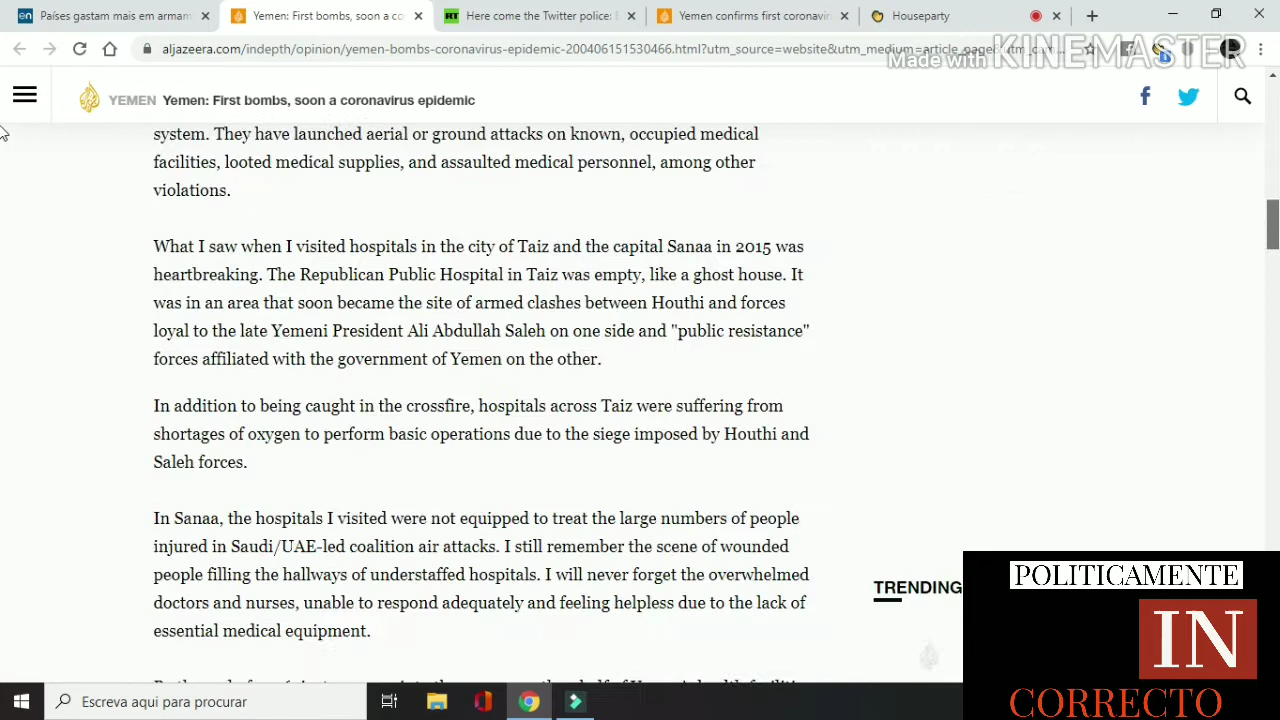 Países gastam mais em armam
Yemen: First bombs, soon a co
RT
Here come the Twitter police:
Yemen confirms first coronavir
Houseparty
aljazeera.com/indepth/opinion/yemen-bombs-coronavirus-epidemic-200406151530466.html?utm_source=website&utm_medium=article_page&utm_
Made with KINEMASTER
YEMEN Yemen: First bombs, soon a coronavirus epidemic
system. They have launched aerial or ground attacks on known, occupied medical
facilities, looted medical supplies, and assaulted medical personnel, among other
violations.
What I saw when I visited hospitals in the city of Taiz and the capital Sanaa in 2015 was
heartbreaking. The Republican Public Hospital in Taiz was empty, like a ghost house. It
was in an area that soon became the site of armed clashes between Houthi and forces
loyal to the late Yemeni President Ali Abdullah Saleh on one side and "public resistance"
forces affiliated with the government of Yemen on the other.
In addition to being caught in the crossfire, hospitals across Taiz were suffering from
shortages of oxygen to perform basic operations due to the siege imposed by Houthi and
Saleh forces.
In Sanaa, the hospitals I visited were not equipped to treat the large numbers of people
injured in Saudi/UAE-led coalition air attacks. I still remember the scene of wounded
people filling the hallways of understaffed hospitals. I will never forget the overwhelmed
doctors and nurses, unable to respond adequately and feeling helpless due to the lack of
essential medical equipment.
TRENDING
POLITICAMENTE
IN
CORRECTO
Escreve aqui para procurar